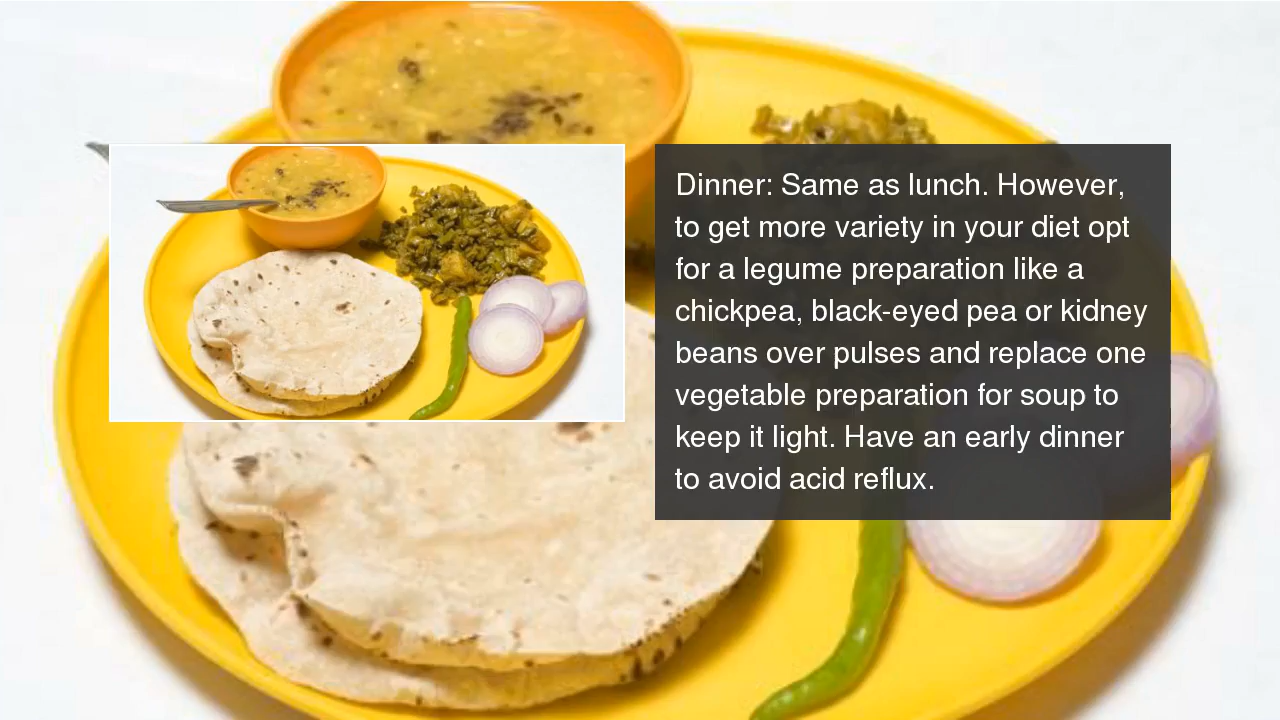 Dinner: Same as lunch. However,
to get more variety in your diet opt
for a legume preparation like a
chickpea, black-eyed pea or kidney
beans over pulses and replace one
vegetable preparation for soup to
keep it light. Have an early dinner
to avoid acid reflux.